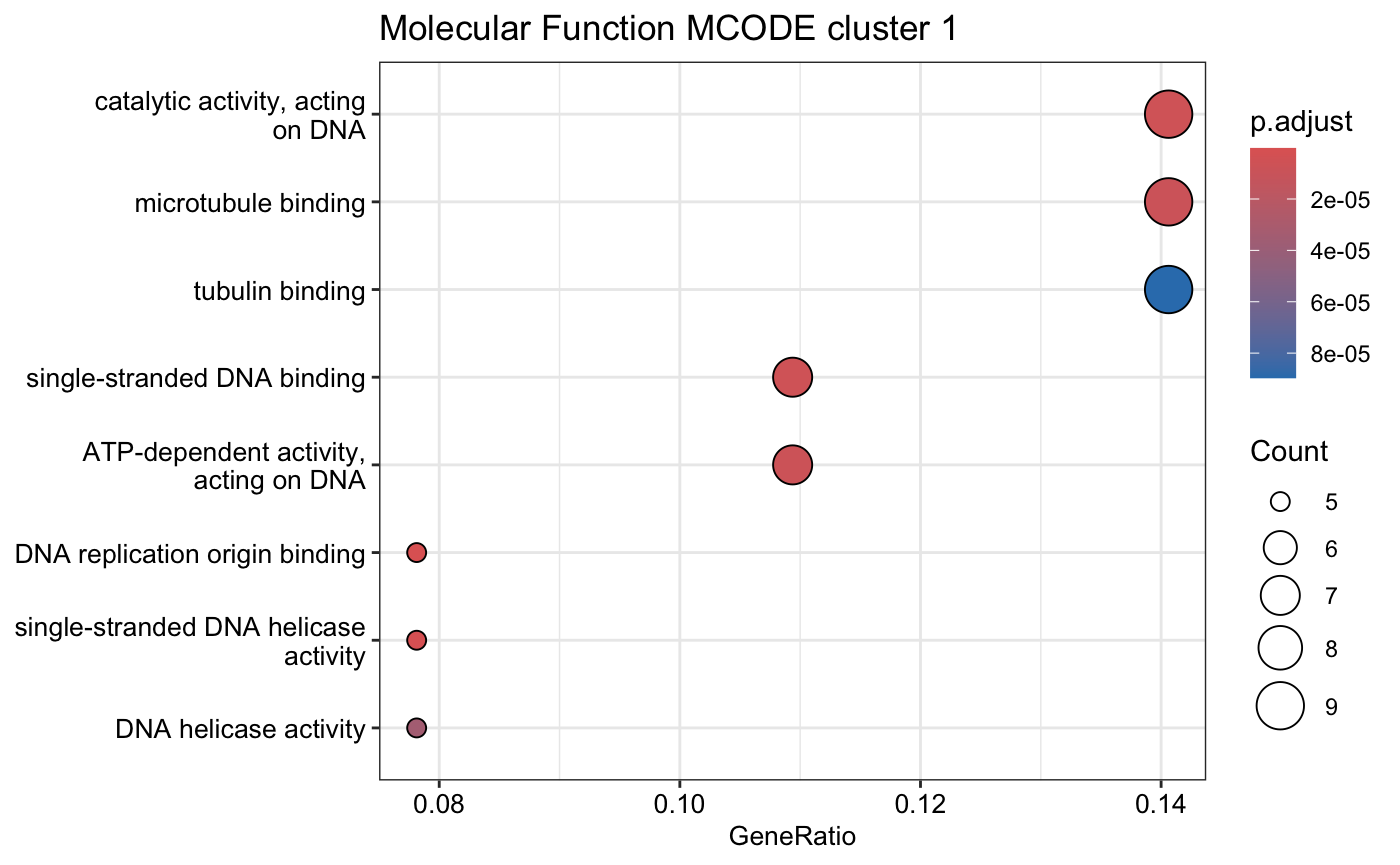 Molecular Function MCODE cluster 1
catalytic activity, acting
on DNA
microtubule binding
tubulin binding
single-stranded DNA binding
ATP-dependent activity,
acting on DNA
DNA replication origin binding
single-stranded DNA helicase
activity
DNA helicase activity
0.08
0.10
0.12
0.14
GeneRatio
p.adjust
2e-05
4e-05
6e-05
8e-05
Count
5
6
7
8
9